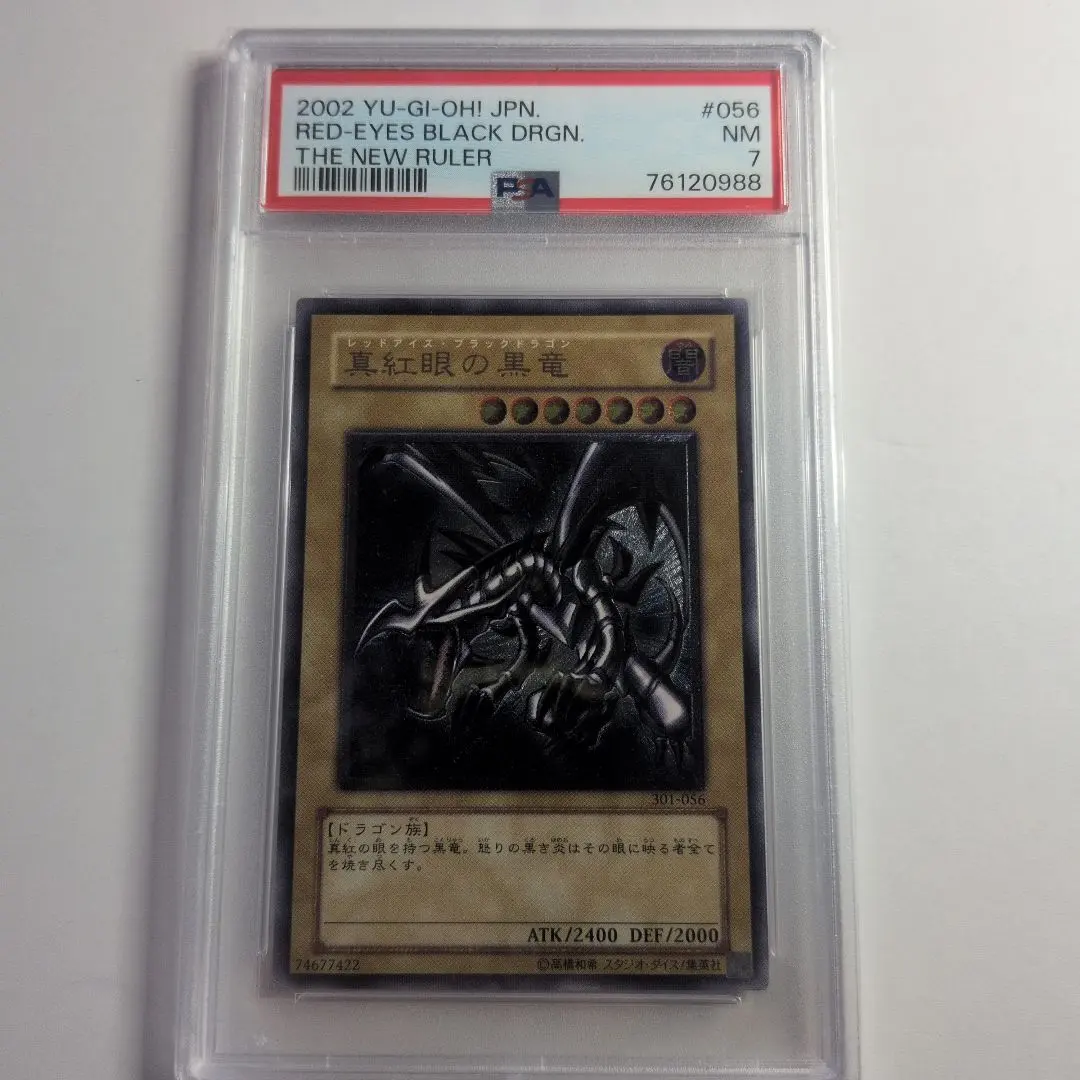 2002 YU-GI-OH! JPN. #056
RED-EYES BLACK DRGN. NM
THE NEW RULER 7
PSA 76120988
レッドアイズ・ブラックドラゴン
真紅眼の黒竜 闇
301-056
【ドラゴン族】
真紅の眼を持つ黒竜。怒りの黒き炎はその眼に映る者全て
を焼き尽くす。
ATK/2400 DEF/2000
74677422 ©高橋和希 スタジオ・ダイス/集英社